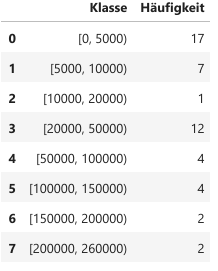 Klasse Häufigkeit
0 [0, 5000) 17
1 [5000, 10000) 7
2 [10000, 20000) 1
3 [20000, 50000) 12
4 [50000, 100000) 4
5 [100000, 150000) 4
6 [150000, 200000) 2
7 [200000, 260000) 2